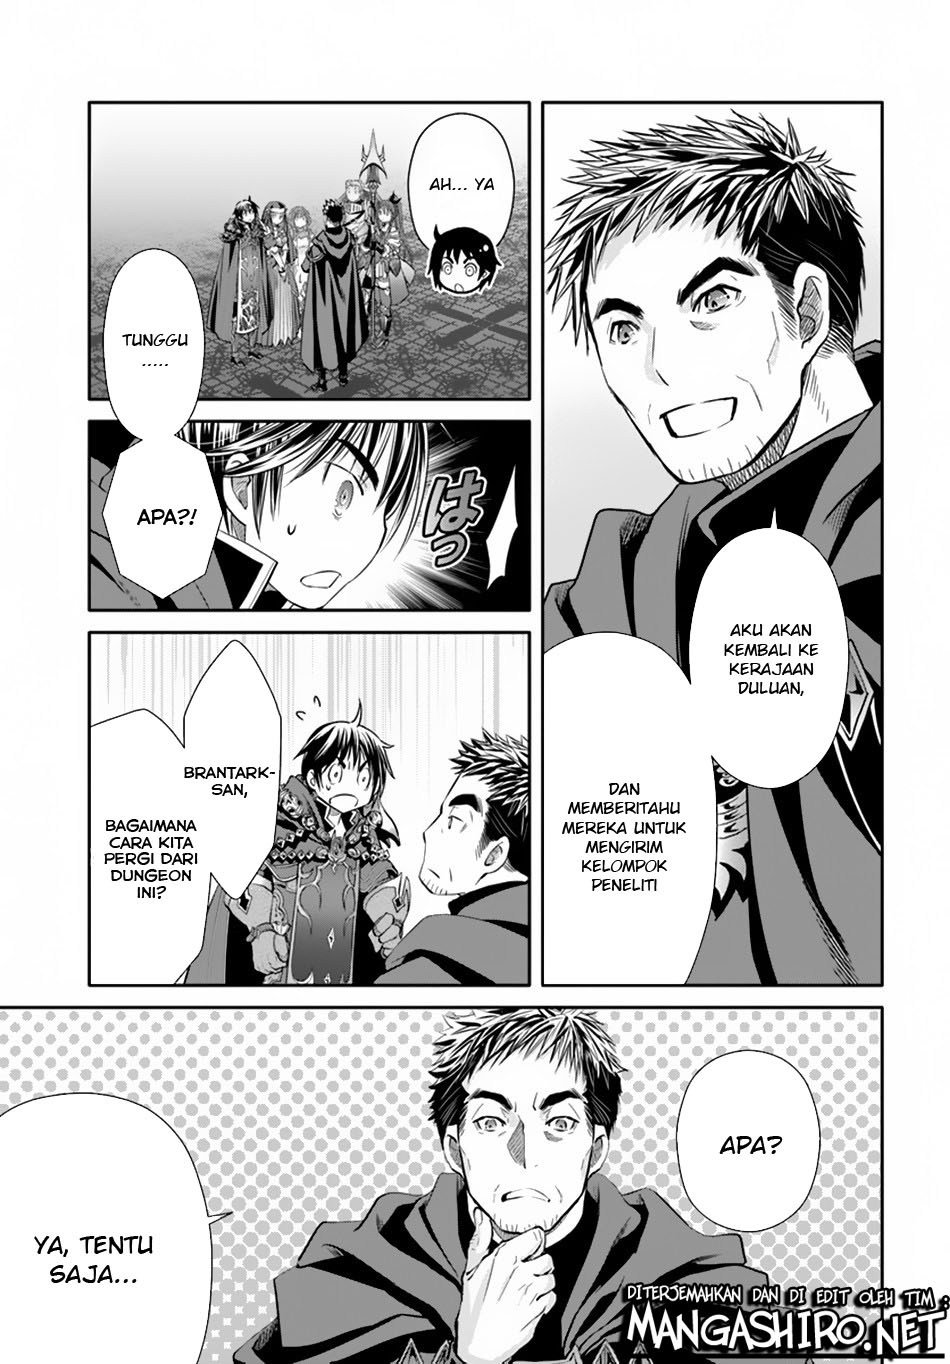 AKU AKAN
KEMBALI KE
KERAJAAN
DULUAN,
DAN
MEMBERITAHU
MEREKA UNTUK
MENGIRIM
KELOMPOK
PENELITI
AH... YA
TUNGGU
.....
APA?!
はっ
BRANTARK-
SAN,
BAGAIMANA
CARA KITA
PERGI DARI
DUNGEON
INI?
APA?
YA, TENTU
SAJA...
DITERJEMAHKAN DAN DI EDIT OLEH TIM :
MANGASHIRO.NET